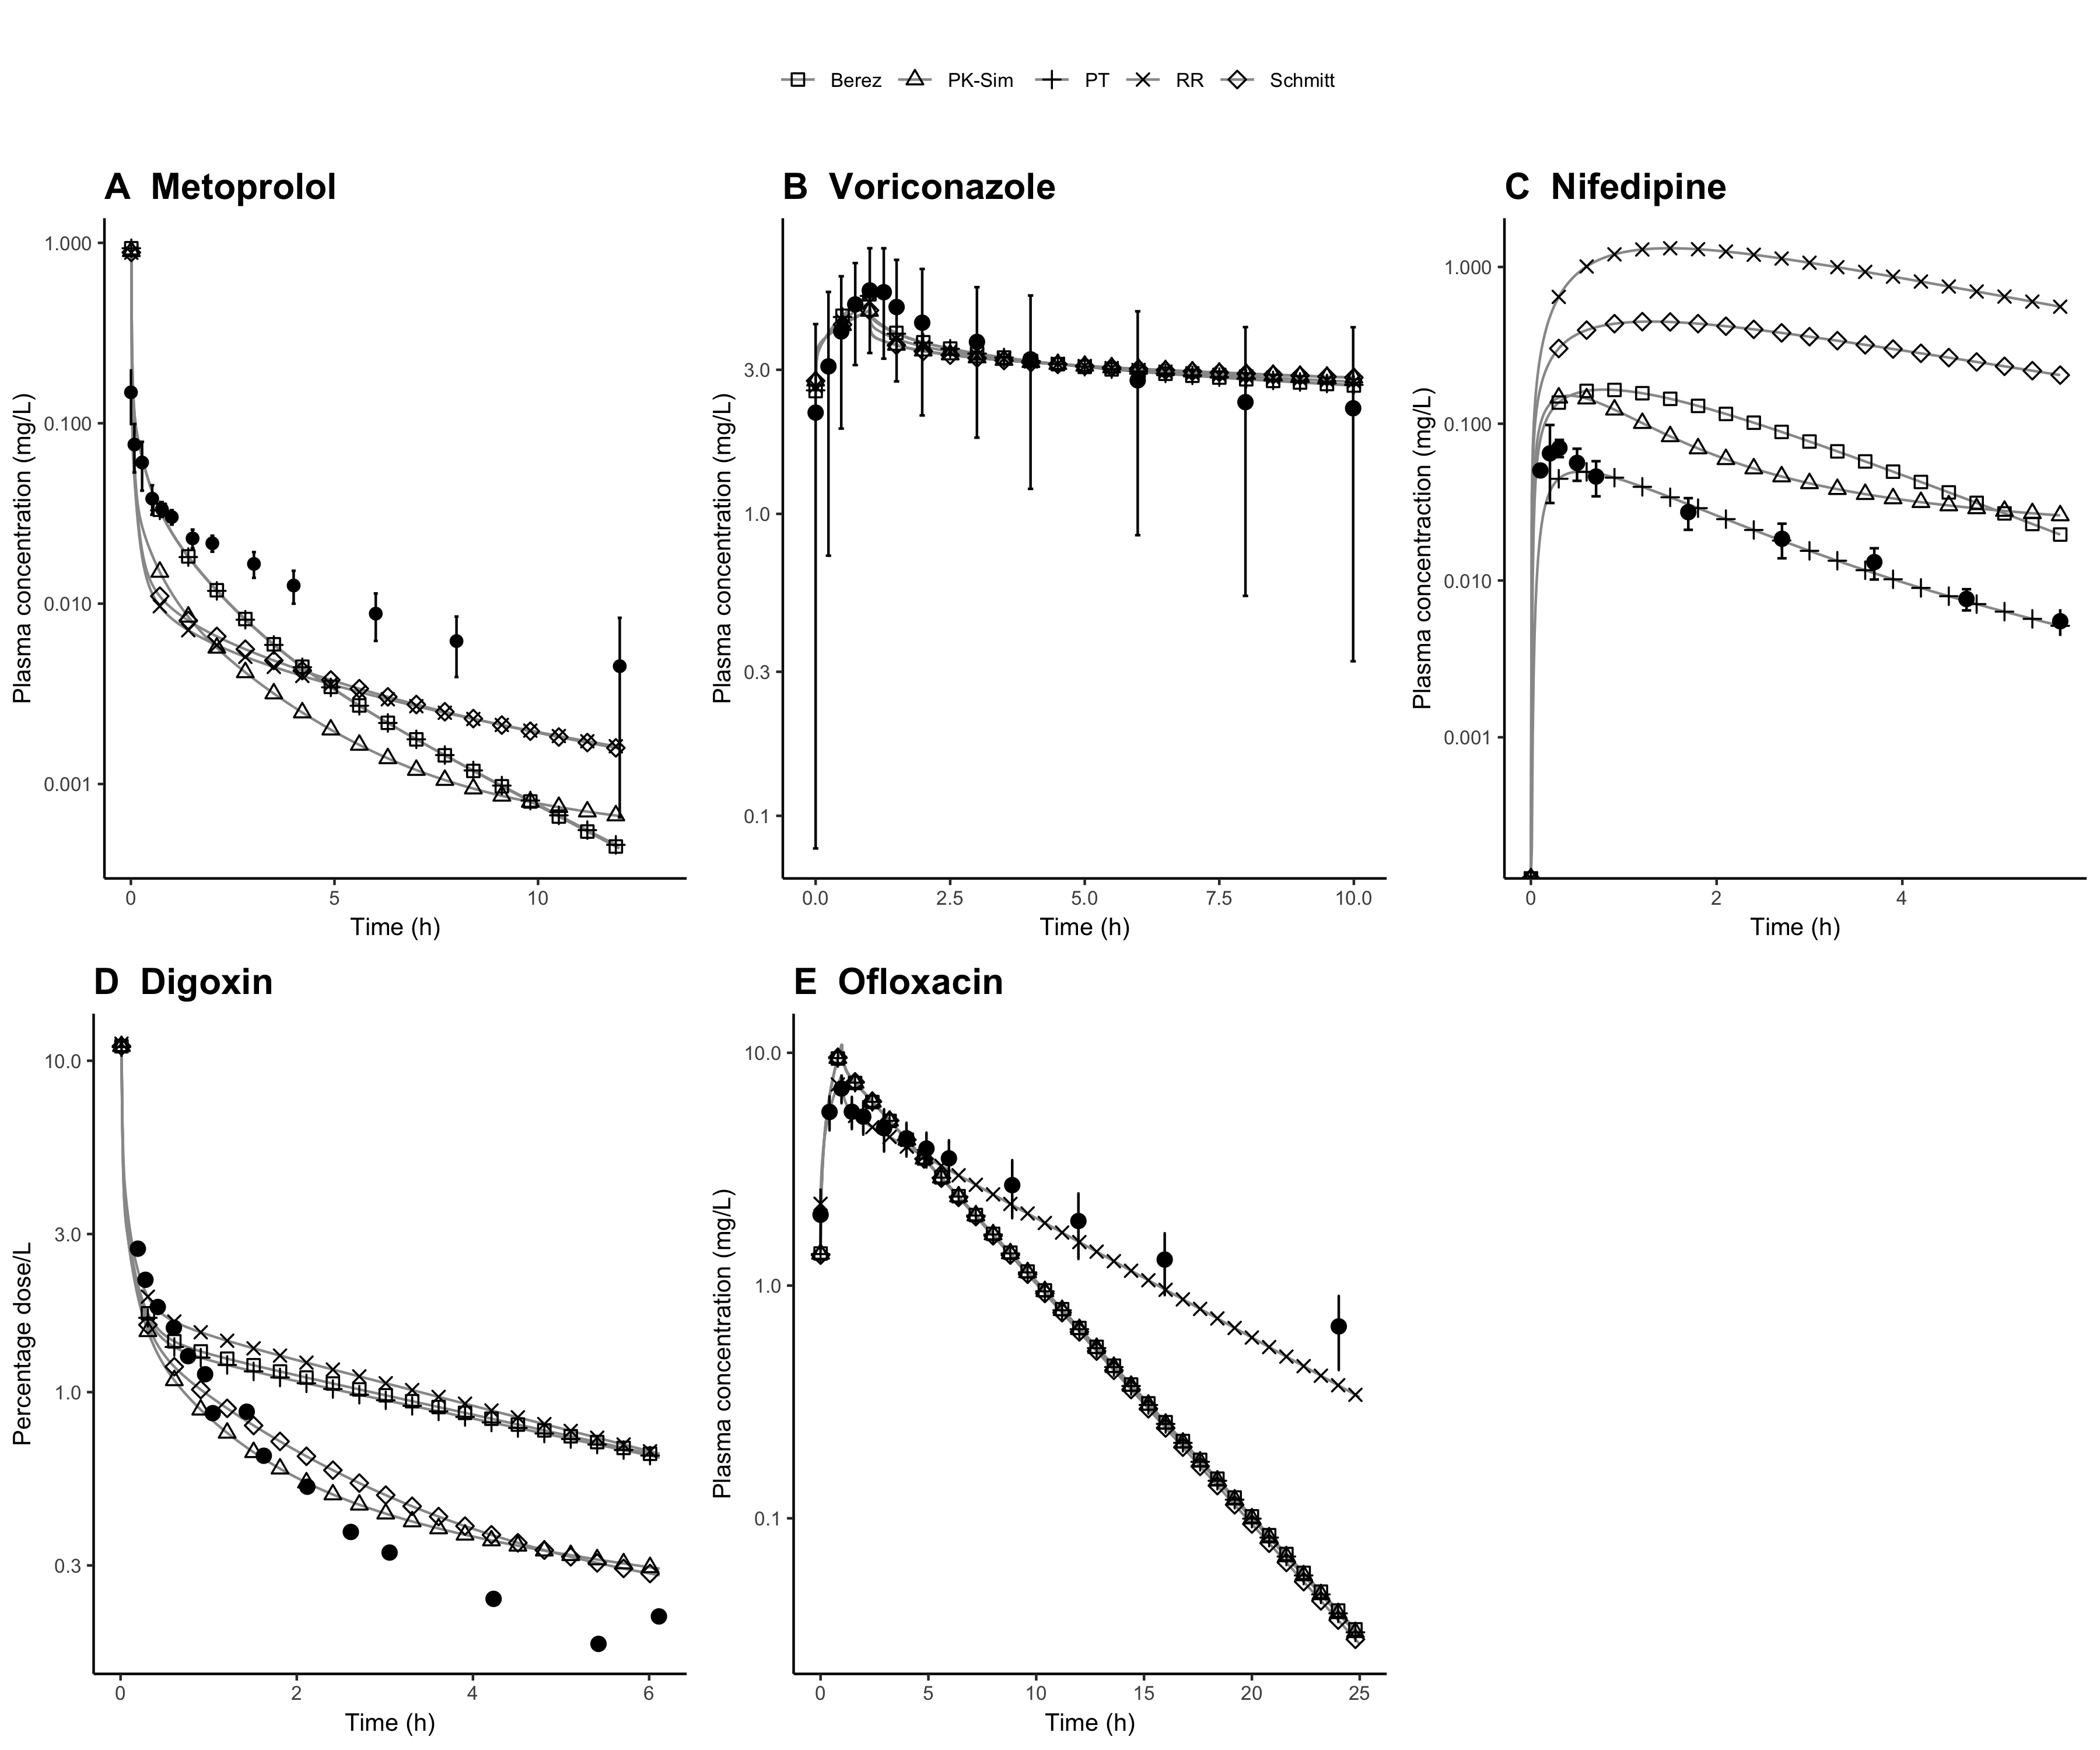 Berez PK-Sim PT RR Schmitt
A Metoprolol
Plasma concentration (mg/L)
1.000
0.100
0.010
0.001
0 5 10
Time (h)
B Voriconazole
Plasma concentration (mg/L)
3.0
1.0
0.3
0.1
0.0 2.5 5.0 7.5 10.0
Time (h)
C Nifedipine
Plasma concentraction (mg/L)
1.000
0.100
0.010
0.001
0 2 4
Time (h)
D Digoxin
Percentage dose/L
10.0
3.0
1.0
0.3
0 2 4 6
Time (h)
E Ofloxacin
Plasma concentration (mg/L)
10.0
1.0
0.1
0 5 10 15 20 25
Time (h)